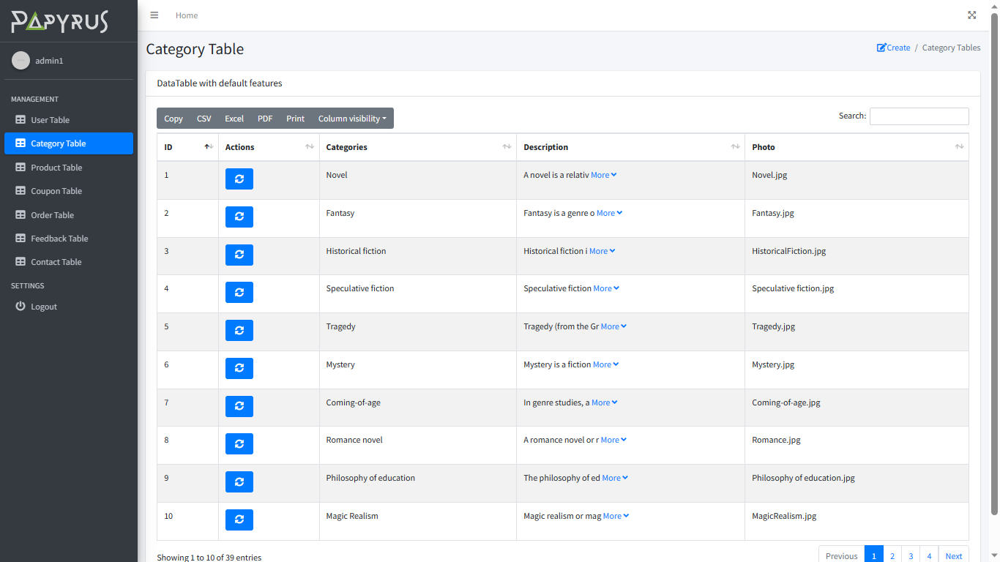 PAPYRUS
Home
admin1
Category Table
Create / Category Tables
MANAGEMENT
User Table
Category Table
Product Table
Coupon Table
Order Table
Feedback Table
Contact Table
SETTINGS
Logout
DataTable with default features
Copy CSV Excel PDF Print Column visibility
Search:
ID Actions Categories Description Photo
1 Novel A novel is a relativ More Novel.jpg
2 Fantasy Fantasy is a genre o More Fantasy.jpg
3 Historical fiction Historical fiction i More HistoricalFiction.jpg
4 Speculative fiction Speculative fiction More Speculative fiction.jpg
5 Tragedy Tragedy (from the Gr More Tragedy.jpg
6 Mystery Mystery is a fiction More Mystery.jpg
7 Coming-of-age In genre studies, a More Coming-of-age.jpg
8 Romance novel A romance novel or r More Romance.jpg
9 Philosophy of education The philosophy of ed More Philosophy of education.jpg
10 Magic Realism Magic realism or mag More MagicRealism.jpg
Showing 1 to 10 of 39 entries
Previous 1 2 3 4 Next